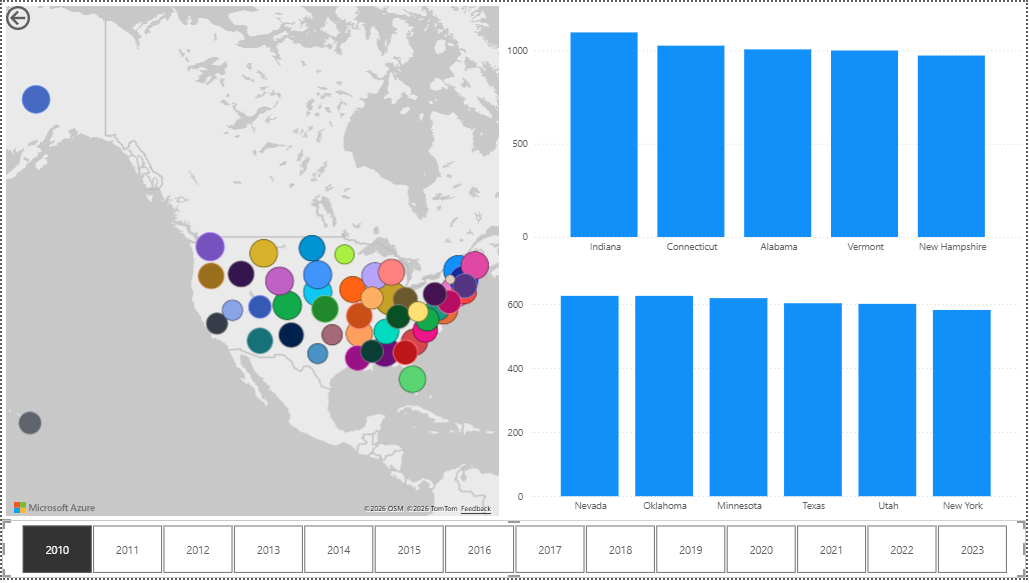 1000
500
0
Indiana Connecticut Alabama Vermont New Hampshire
600
400
200
0
Nevada Oklahoma Minnesota Texas Utah New York
Microsoft Azure
©2026 OSM ©2026 TomTom Feedback
2010 2011 2012 2013 2014 2015 2016 2017 2018 2019 2020 2021 2022 2023